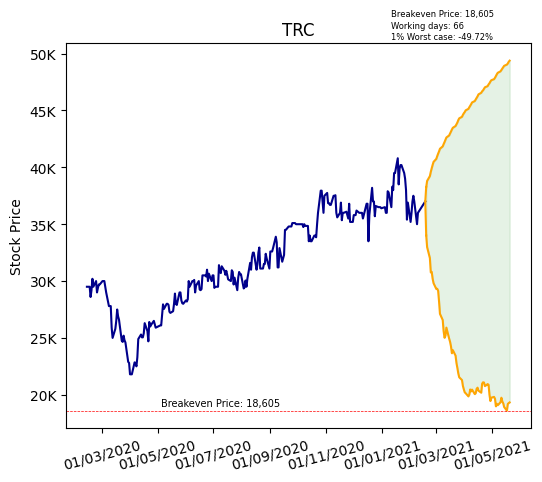 Breakeven Price: 18,605
Working days: 66
1% Worst case: -49.72%
TRC
Stock Price
50K
45K
40K
35K
30K
25K
20K
Breakeven Price: 18,605
01/03/2020
01/05/2020
01/07/2020
01/09/2020
01/11/2020
01/01/2021
01/03/2021
01/05/2021